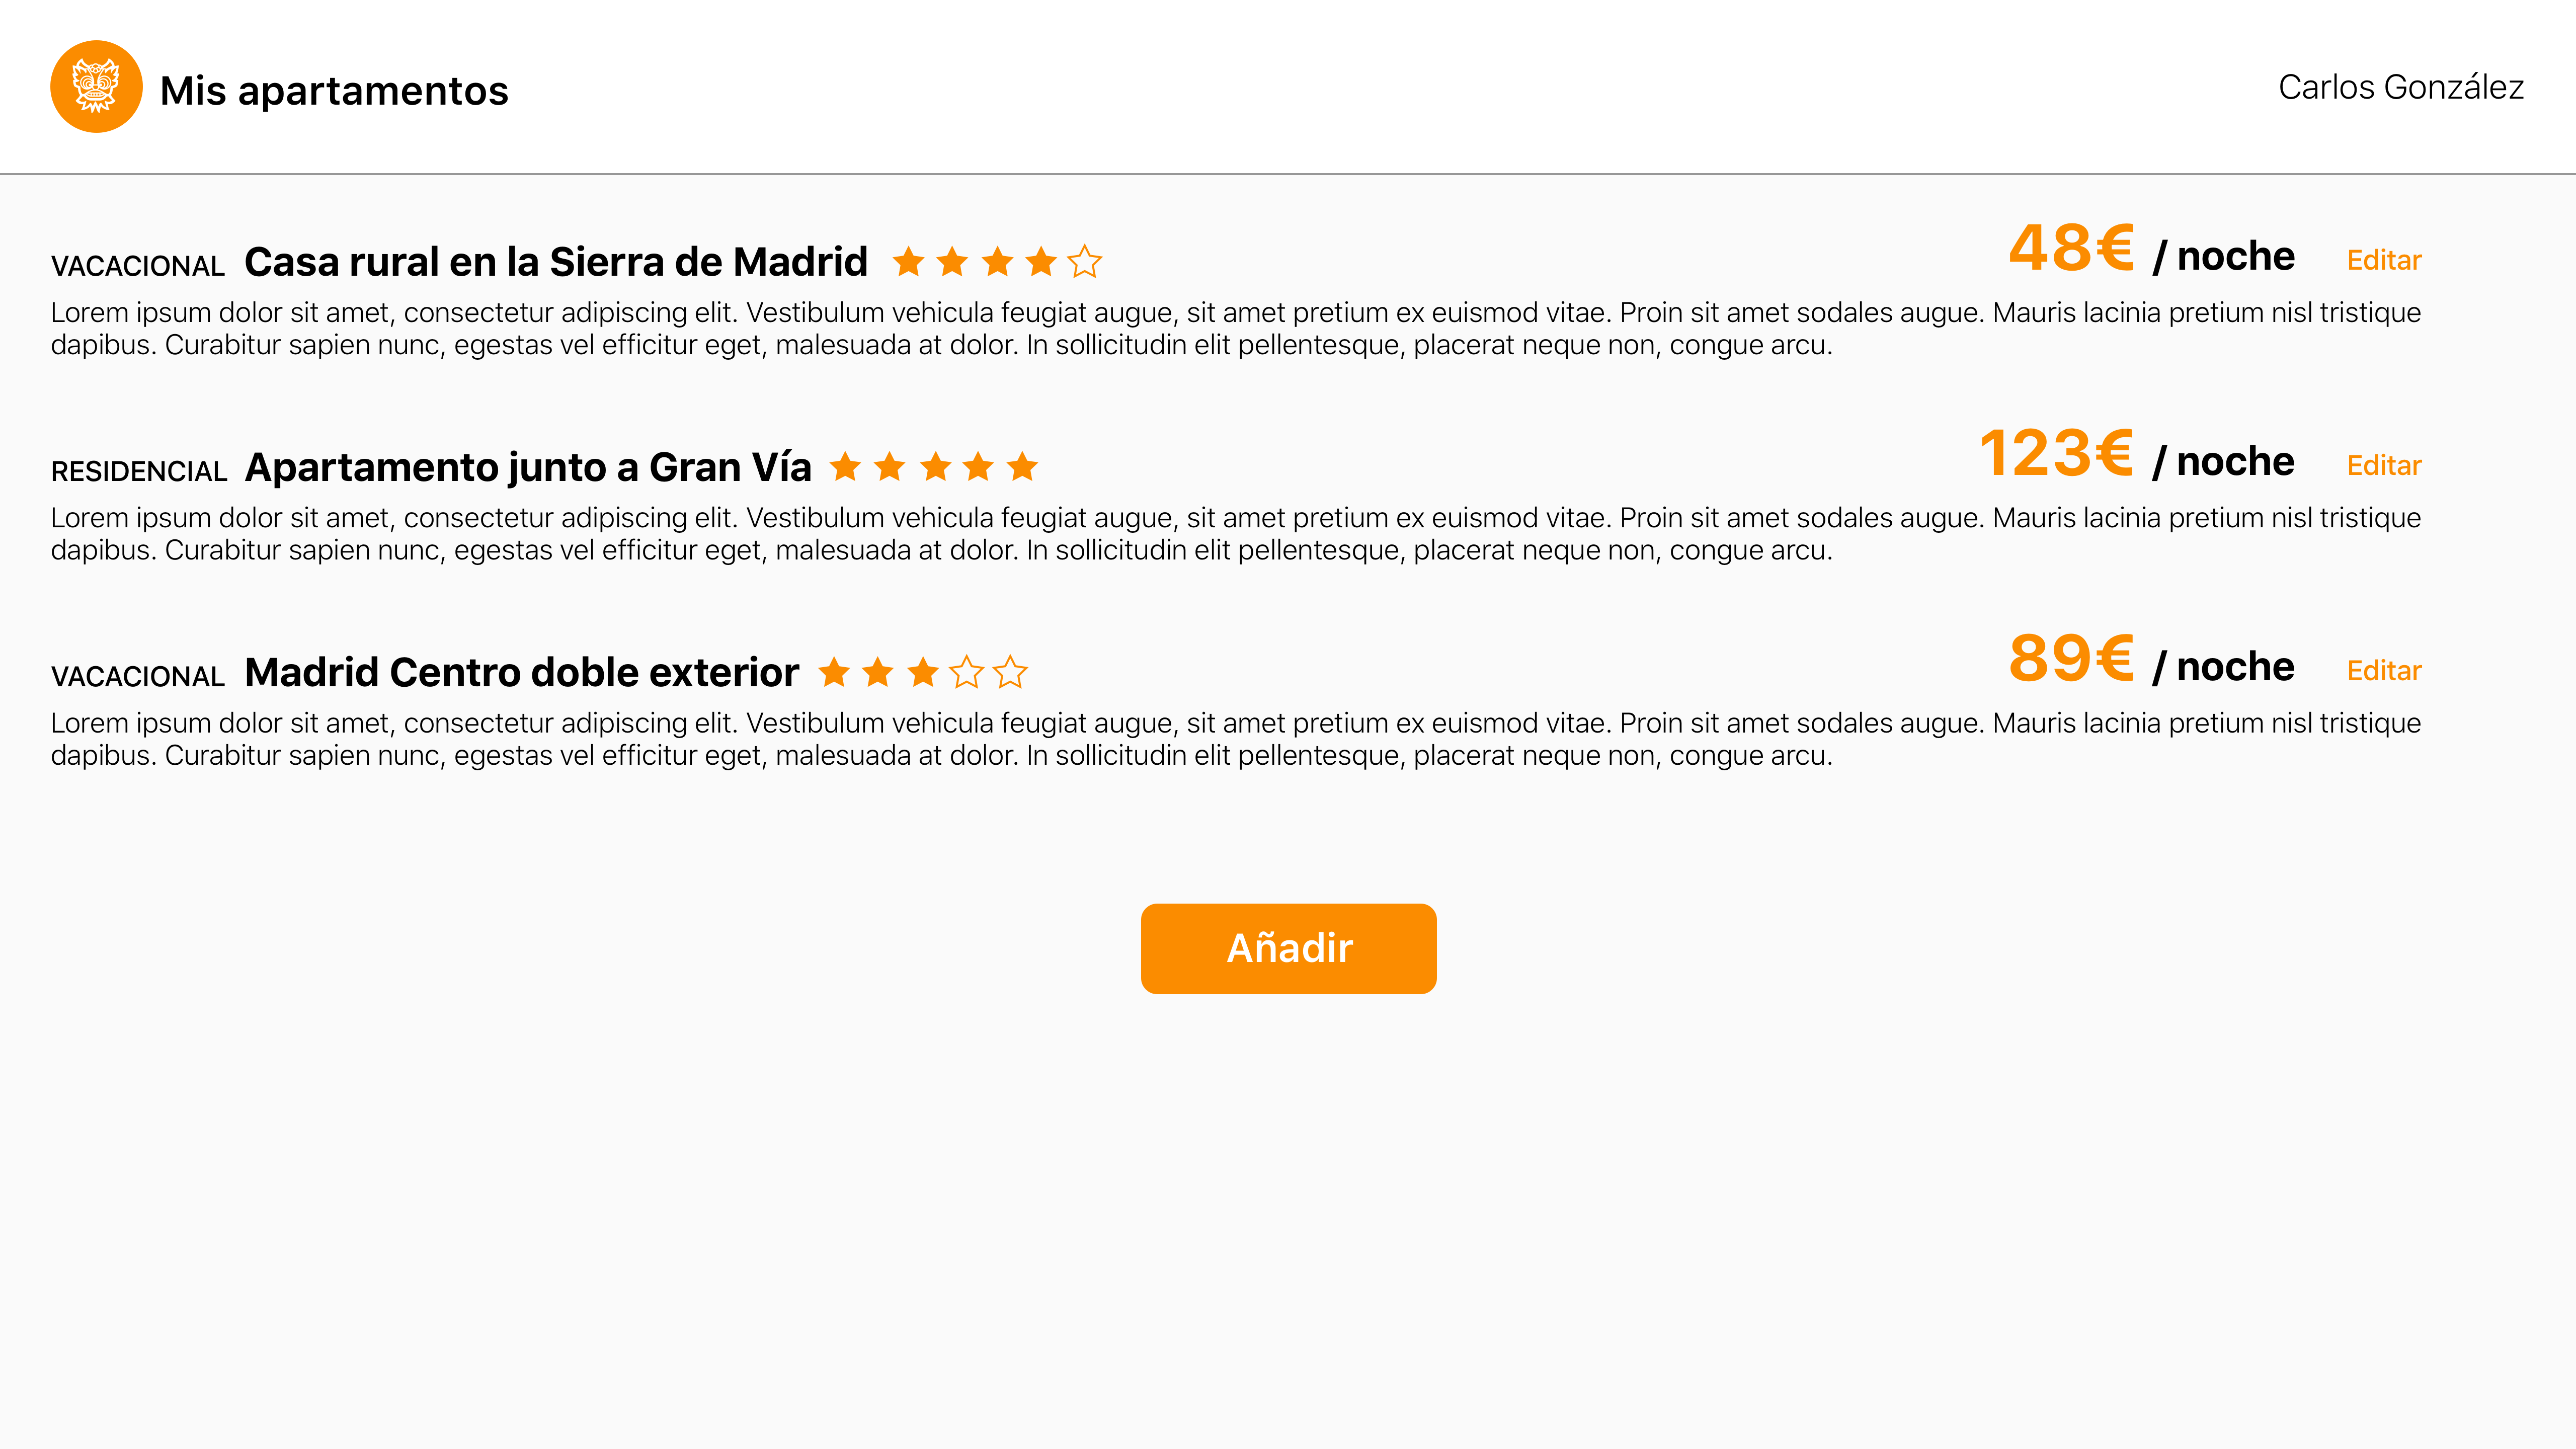 Mis apartamentos
Carlos González
VACACIONAL Casa rural en la Sierra de Madrid 48€ / noche Editar
Lorem ipsum dolor sit amet, consectetur adipiscing elit. Vestibulum vehicula feugiat augue, sit amet pretium ex euismod vitae. Proin sit amet sodales augue. Mauris lacinia pretium nisl tristique
dapibus. Curabitur sapien nunc, egestas vel efficitur eget, malesuada at dolor. In sollicitudin elit pellentesque, placerat neque non, congue arcu.
RESIDENCIAL Apartamento junto a Gran Vía 123€ / noche Editar
Lorem ipsum dolor sit amet, consectetur adipiscing elit. Vestibulum vehicula feugiat augue, sit amet pretium ex euismod vitae. Proin sit amet sodales augue. Mauris lacinia pretium nisl tristique
dapibus. Curabitur sapien nunc, egestas vel efficitur eget, malesuada at dolor. In sollicitudin elit pellentesque, placerat neque non, congue arcu.
VACACIONAL Madrid Centro doble exterior 89€ / noche Editar
Lorem ipsum dolor sit amet, consectetur adipiscing elit. Vestibulum vehicula feugiat augue, sit amet pretium ex euismod vitae. Proin sit amet sodales augue. Mauris lacinia pretium nisl tristique
dapibus. Curabitur sapien nunc, egestas vel efficitur eget, malesuada at dolor. In sollicitudin elit pellentesque, placerat neque non, congue arcu.
Añadir